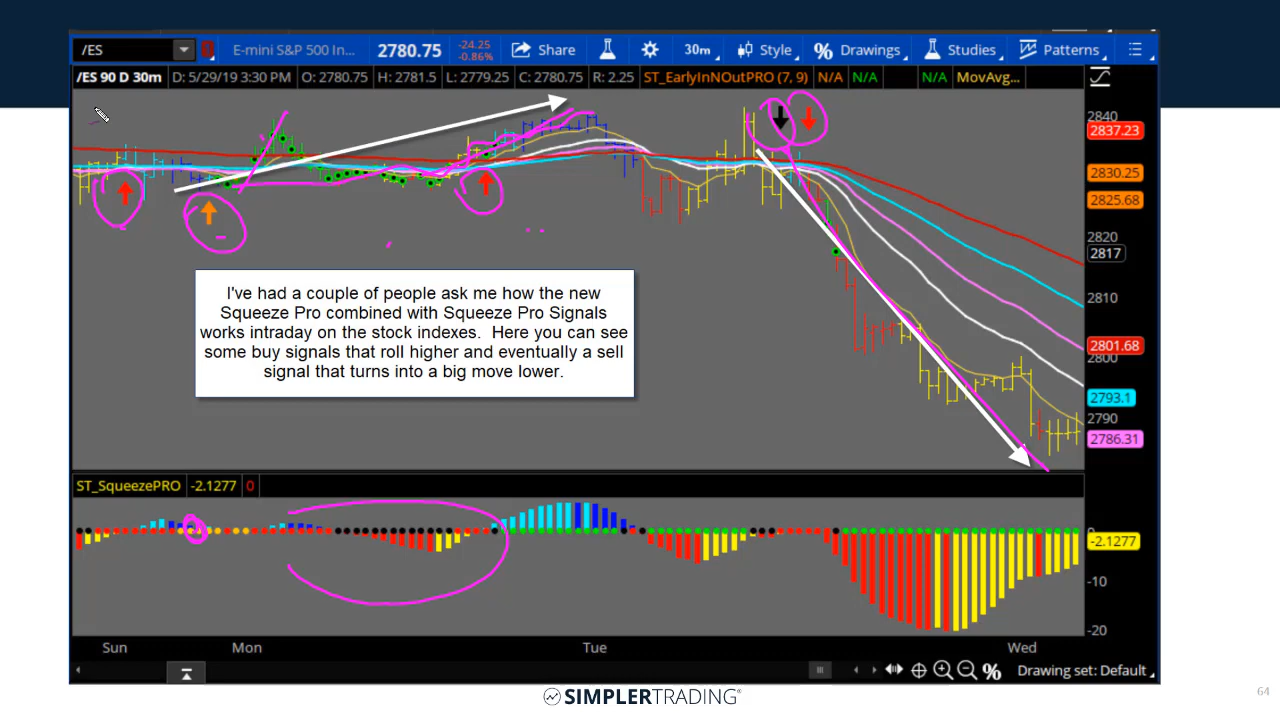 /ES E-mini S&P 500 In... 2780.75 -24.25 -0.86% Share 30m Style Drawings Studies Patterns
/ES 90 D 30m D: 5/29/19 3:30 PM O: 2780.75 H: 2781.5 L: 2779.25 C: 2780.75 R: 2.25 ST_EarlyInNOutPRO (7, 9) N/A N/A N/A MovAvg...
2840
2837.23
2830.25
2825.68
2820
2817
2810
2801.68
2800
2793.1
2790
2786.31
I've had a couple of people ask me how the new
Squeeze Pro combined with Squeeze Pro Signals
works intraday on the stock indexes. Here you can see
some buy signals that roll higher and eventually a sell
signal that turns into a big move lower.
ST_SqueezePRO -2.1277 0
0
-2.1277
-10
-20
Sun Mon Tue Wed
Drawing set: Default
SIMPLERTRADING®
64